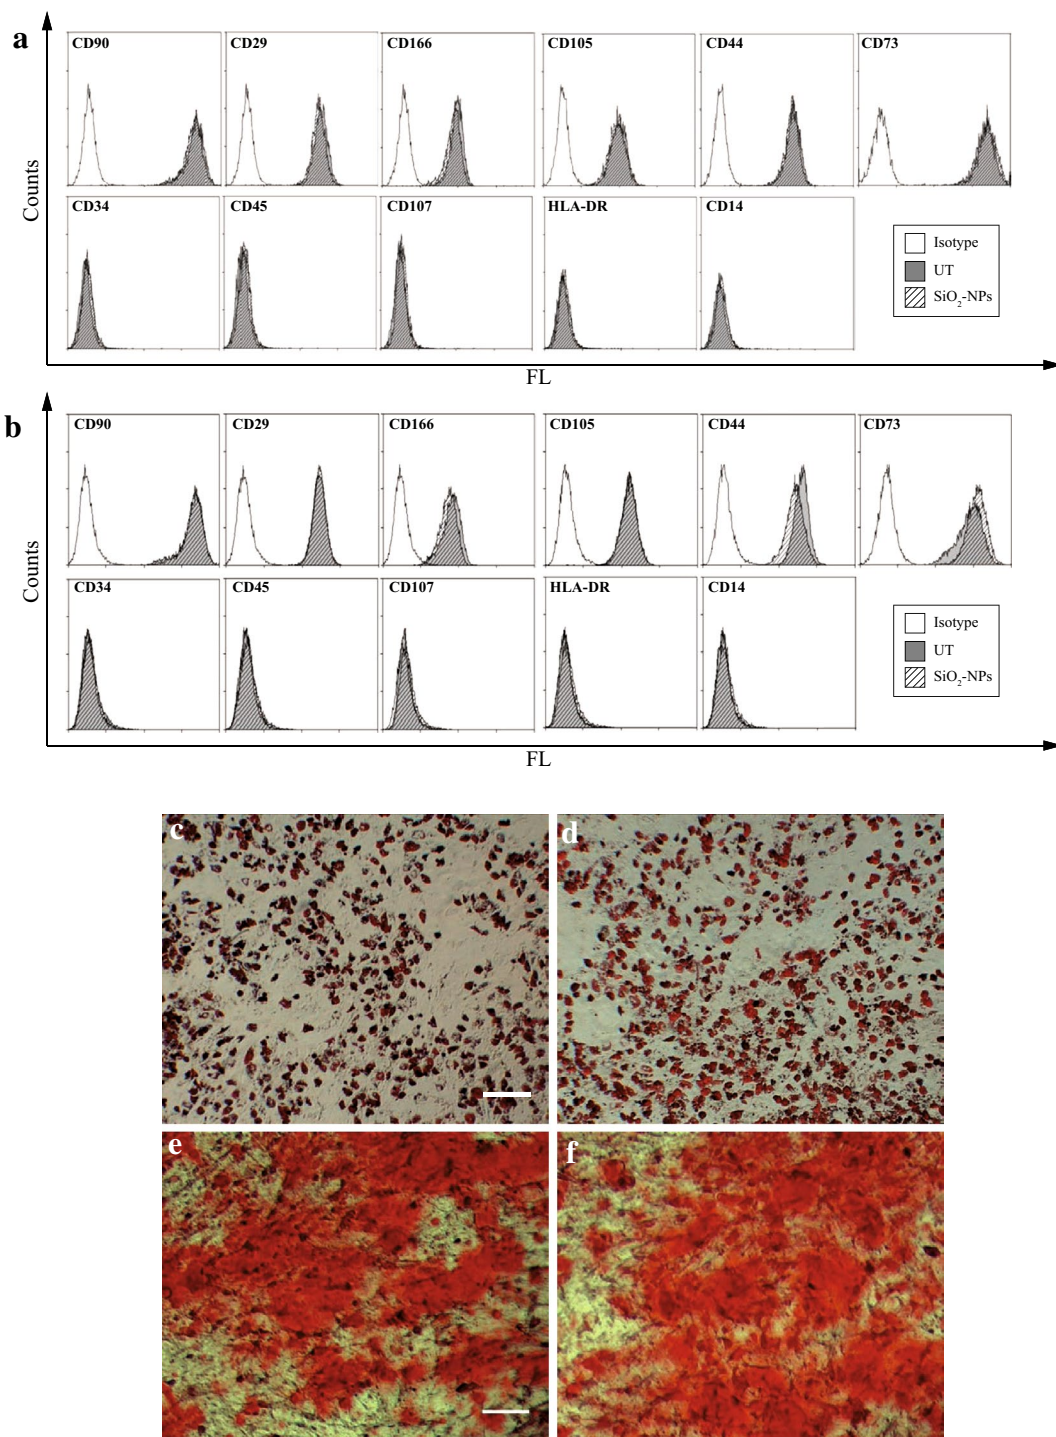 a
CD90
CD29
CD166
CD105
CD44
CD73
CD34
CD45
CD107
HLA-DR
CD14
Counts
Isotype
UT
SiO₂-NPs
FL
b
CD90
CD29
CD166
CD105
CD44
CD73
CD34
CD45
CD107
HLA-DR
CD14
Counts
Isotype
UT
SiO₂-NPs
FL
c
d
e
f